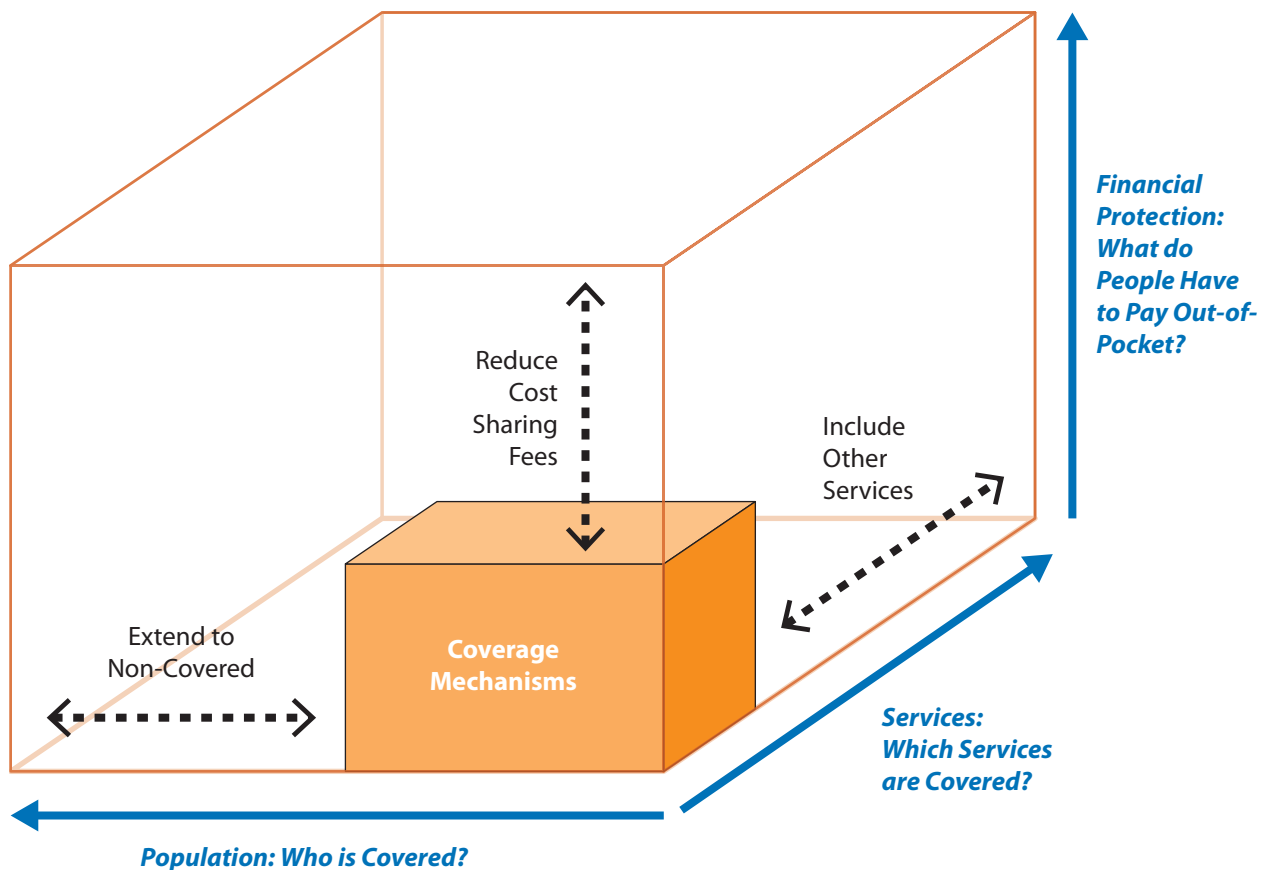 Financial
Protection:
What do
People Have
to Pay Out-of-
Pocket?
Reduce
Cost
Sharing
Fees
Include
Other
Services
Extend to
Non-Covered
Coverage
Mechanisms
Services:
Which Services
are Covered?
Population: Who is Covered?